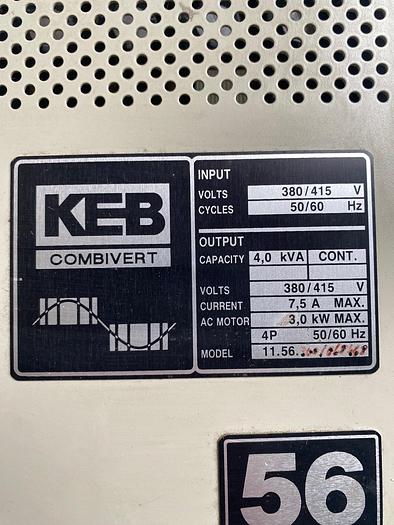 KEB
COMBIVERT
INPUT
VOLTS 380/415 V
CYCLES 50/60 Hz
OUTPUT
CAPACITY 4,0 kVA CONT.
VOLTS 380/415 V
CURRENT 7,5 A MAX.
AC MOTOR 3,0 kW MAX.
4P 50/60 Hz
MODEL 11.56.
56